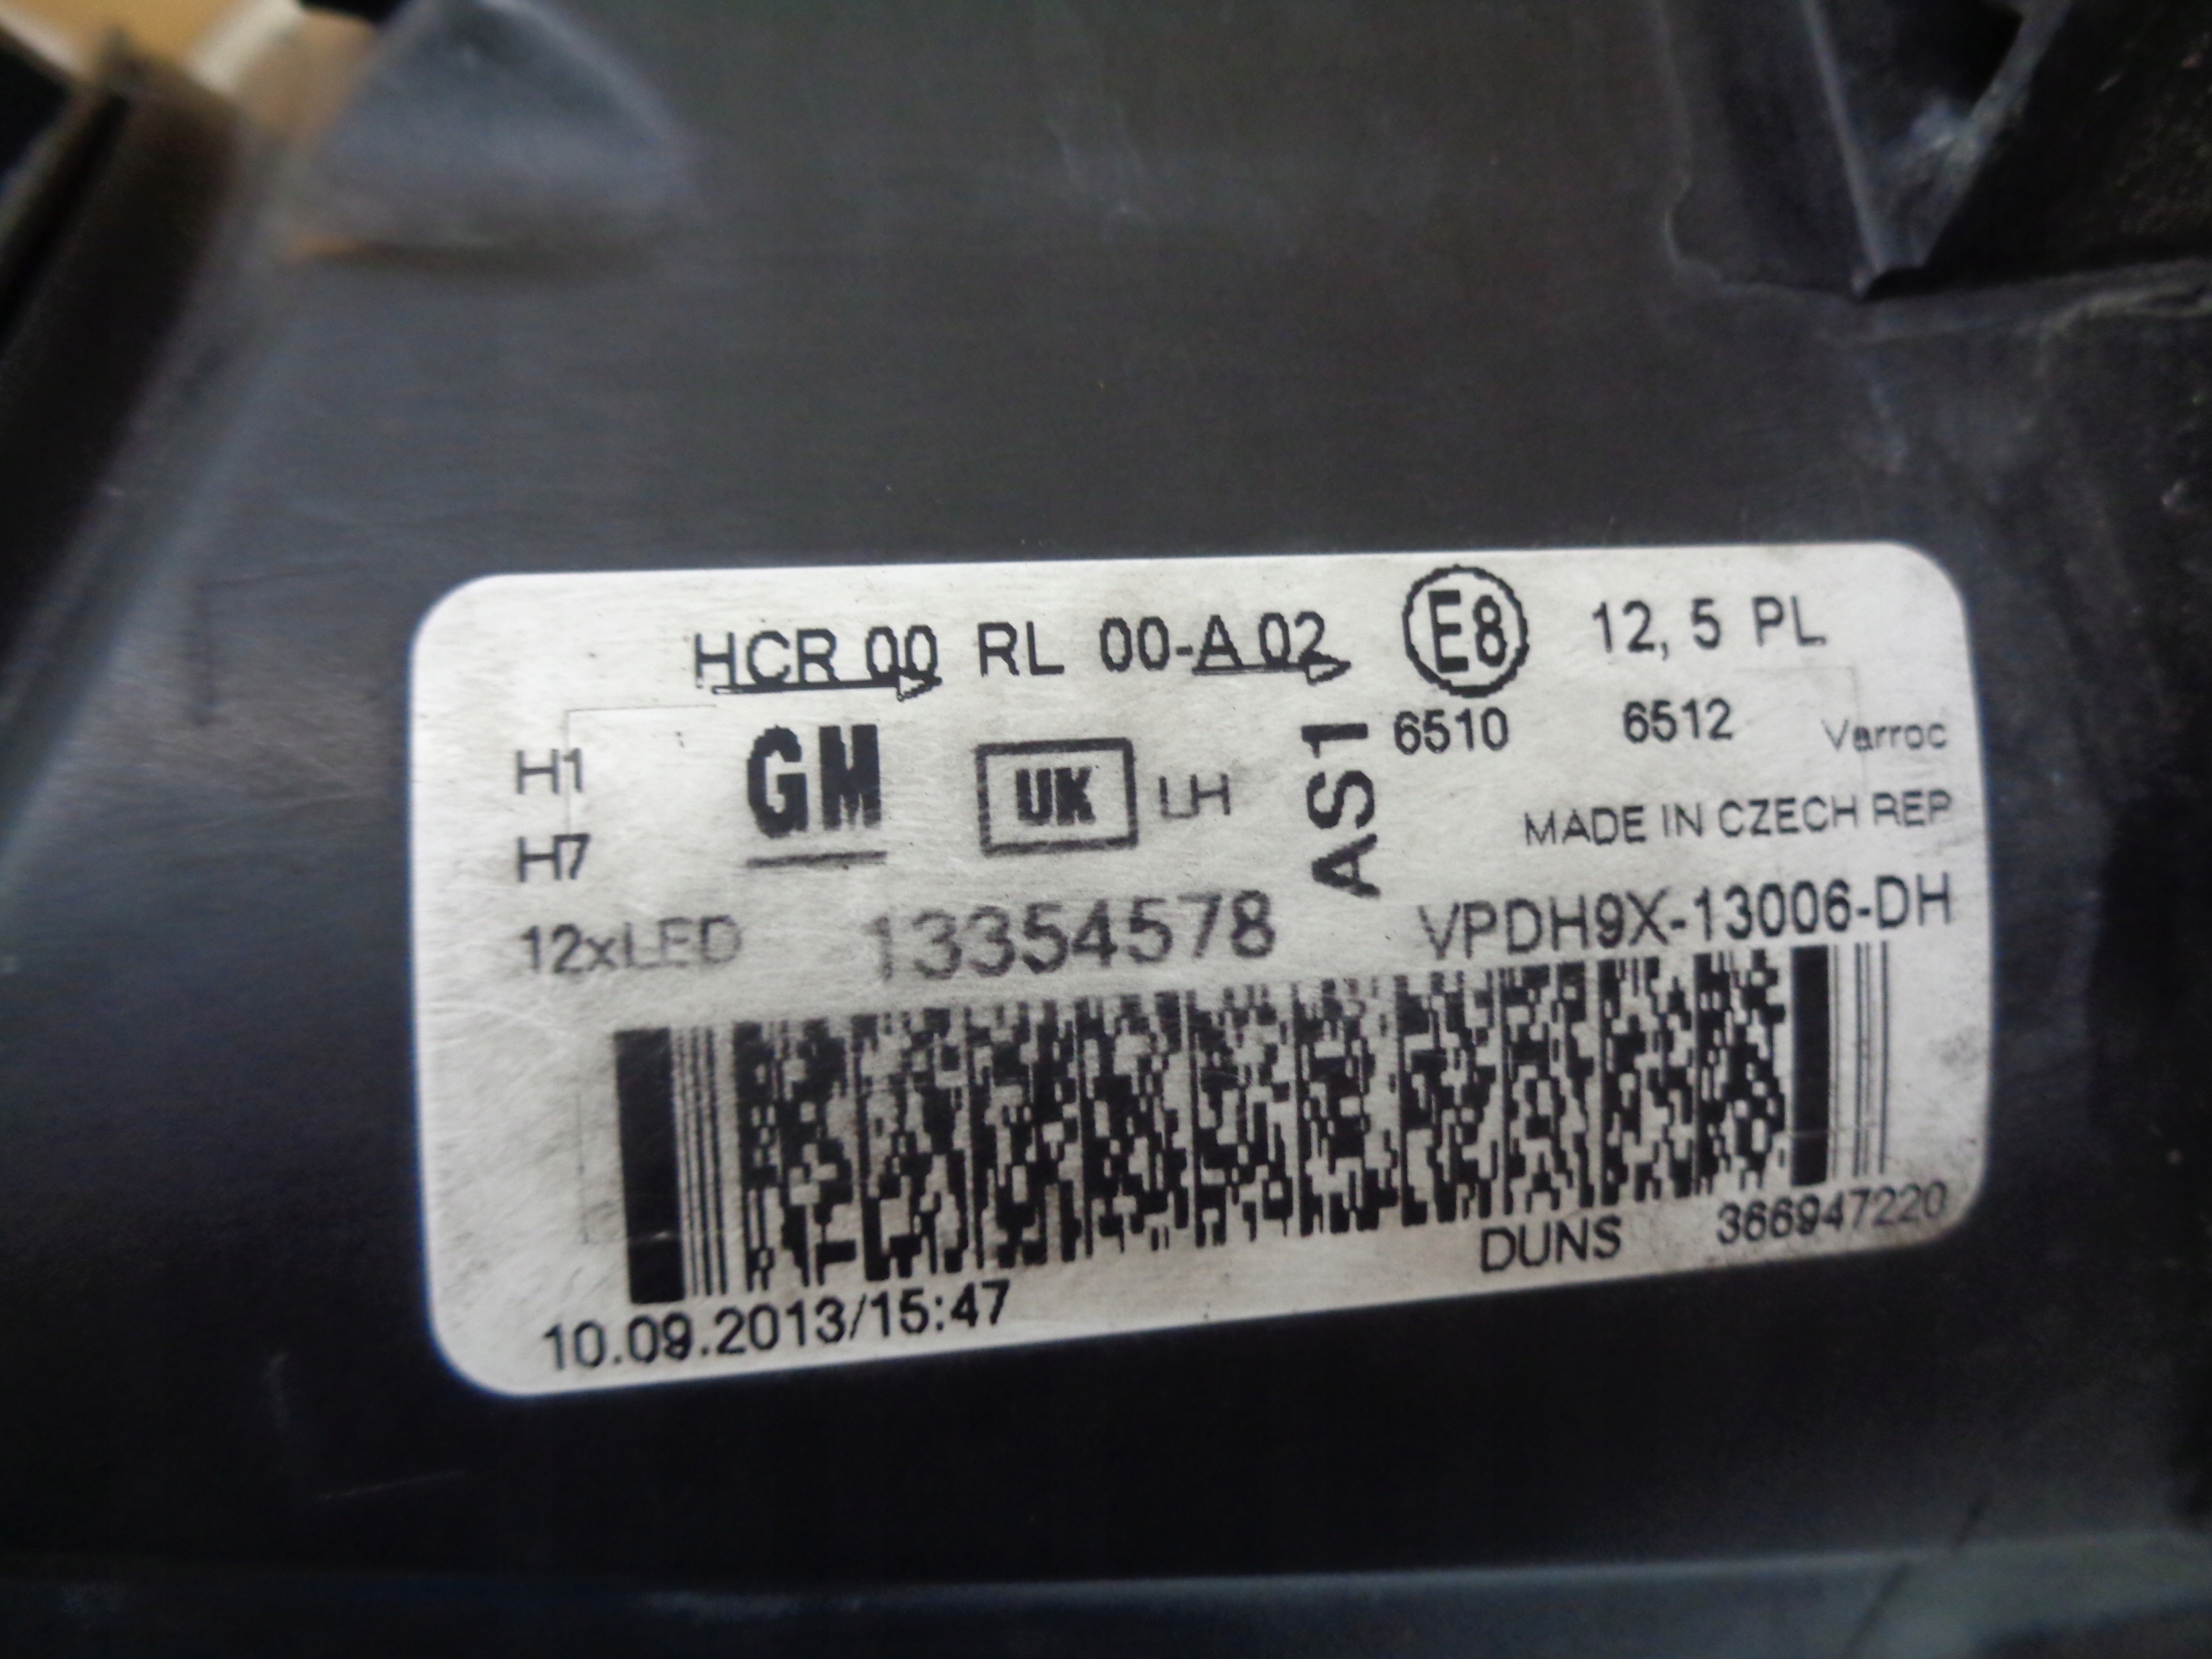 HCR 00 RL 00-A 02 E8 12, 5 PL
6510 6512 Varroc
H1 GM UK LH AS1
MADE IN CZECH REP
H7
12xLED 13354578 VPDH9X-13006-DH
DUNS 366947220
10.09.2013/15:47